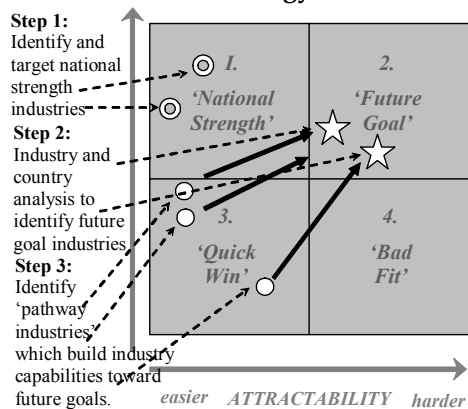 ogy
Step 1:
Identify and
target national
strength
industries
Step 2:
Industry and
country
analysis to
identify future
goal industries
Step 3:
Identify
‘pathway
industries’
which build industry
capabilities toward
future goals.
1.
‘National
Strength’
2.
‘Future
Goal’
3.
‘Quick
Win’
4.
‘Bad
Fit’
easier ATTRACTABILITY harder